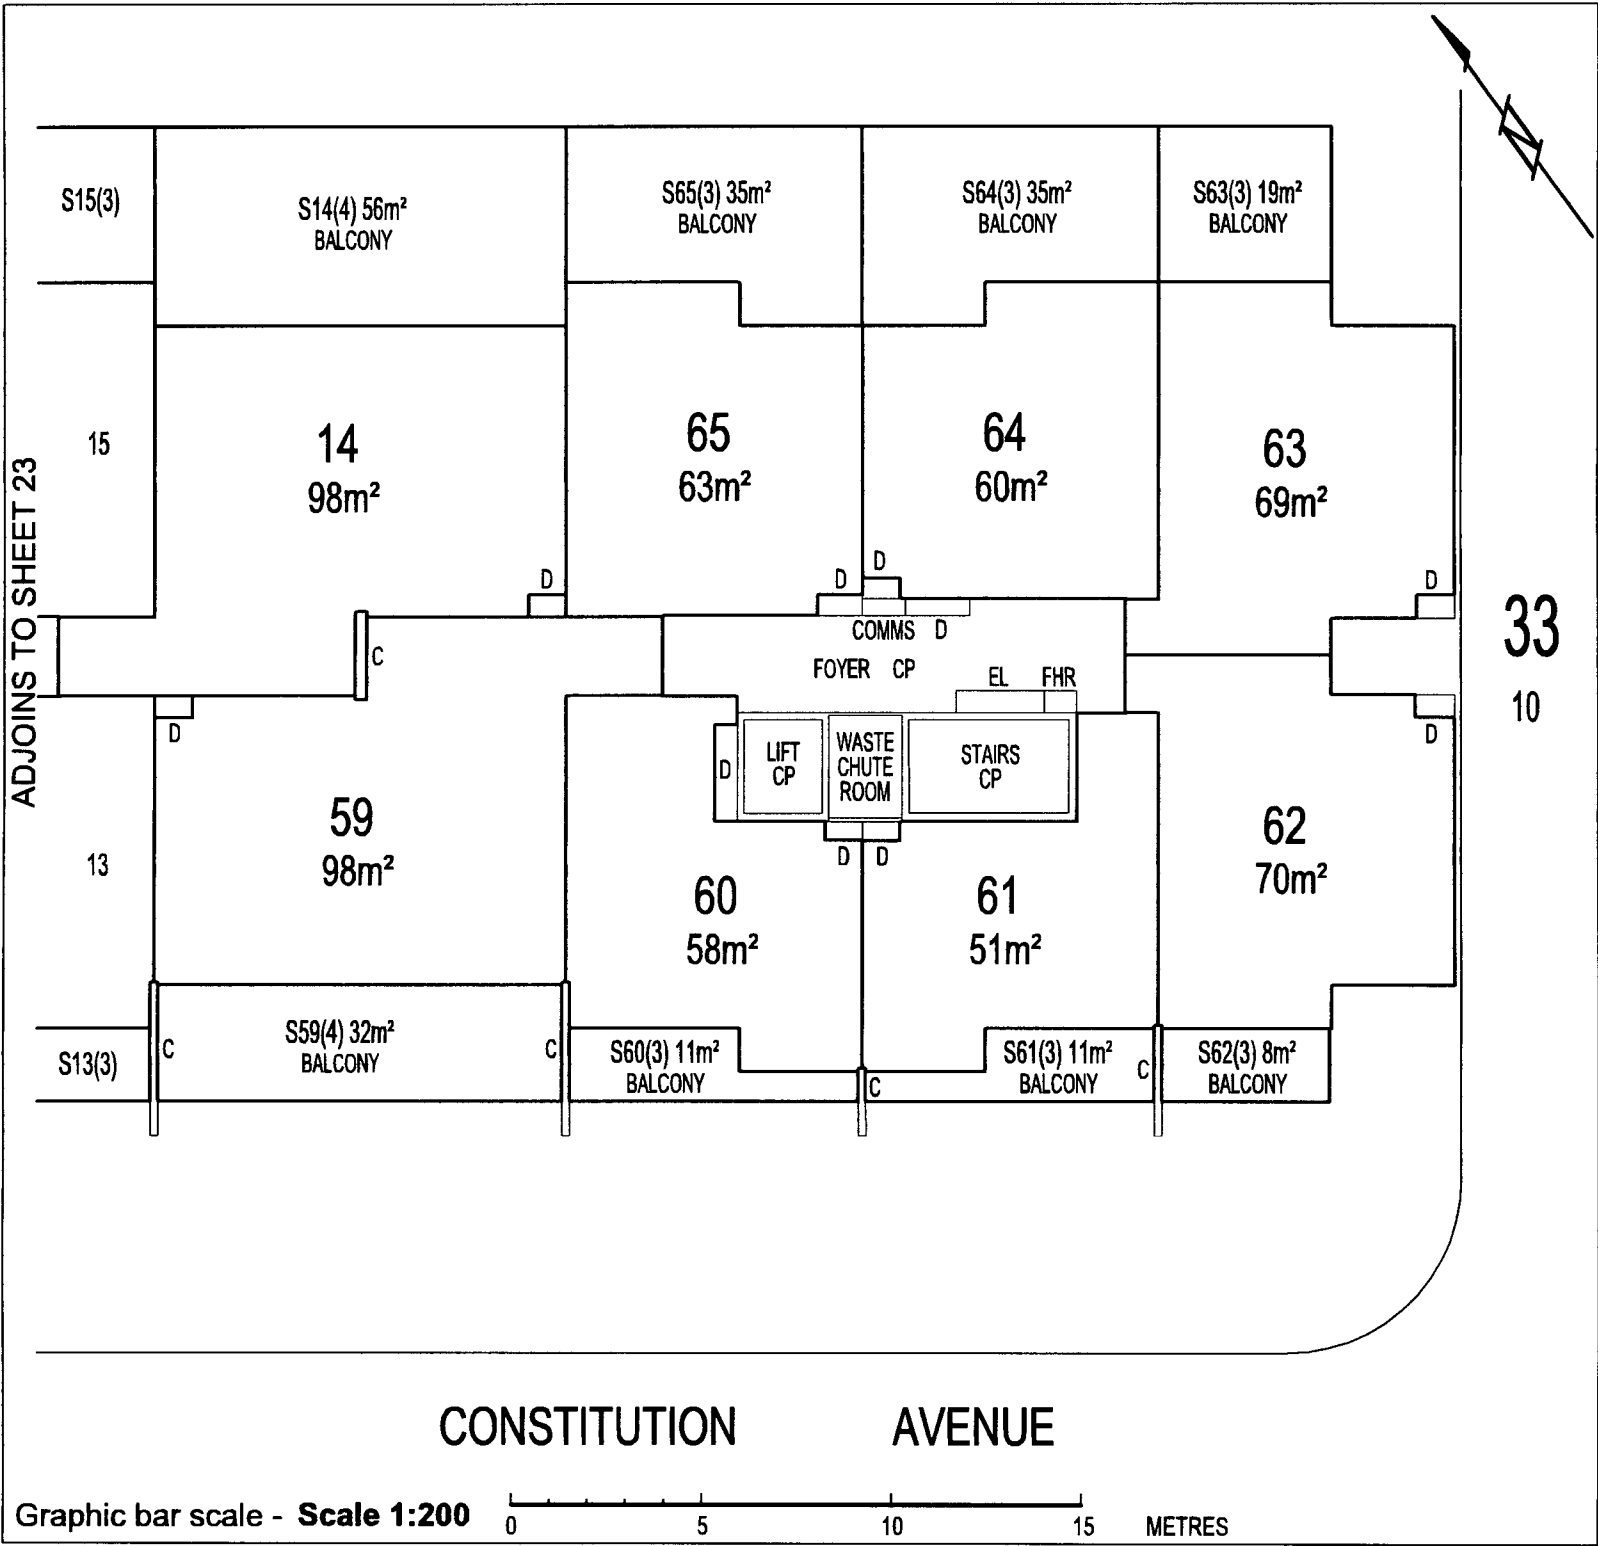 N
S15(3)
S14(4) 56m²
BALCONY
S65(3) 35m²
BALCONY
S64(3) 35m²
BALCONY
S63(3) 19m²
BALCONY
15
14
98m²
65
63m²
64
60m²
63
69m²
ADJOINS TO SHEET 23
D
D
D
D
COMMS D
C
FOYER CP
EL
FHR
33
10
D
D
D
LIFT
CP
WASTE
CHUTE
ROOM
STAIRS
CP
D
D
13
59
98m²
60
58m²
61
51m²
62
70m²
S13(3)
C
S59(4) 32m²
BALCONY
C
S60(3) 11m²
BALCONY
C
S61(3) 11m²
BALCONY
C
S62(3) 8m²
BALCONY
CONSTITUTION AVENUE
Graphic bar scale - Scale 1:200
0 5 10 15 METRES